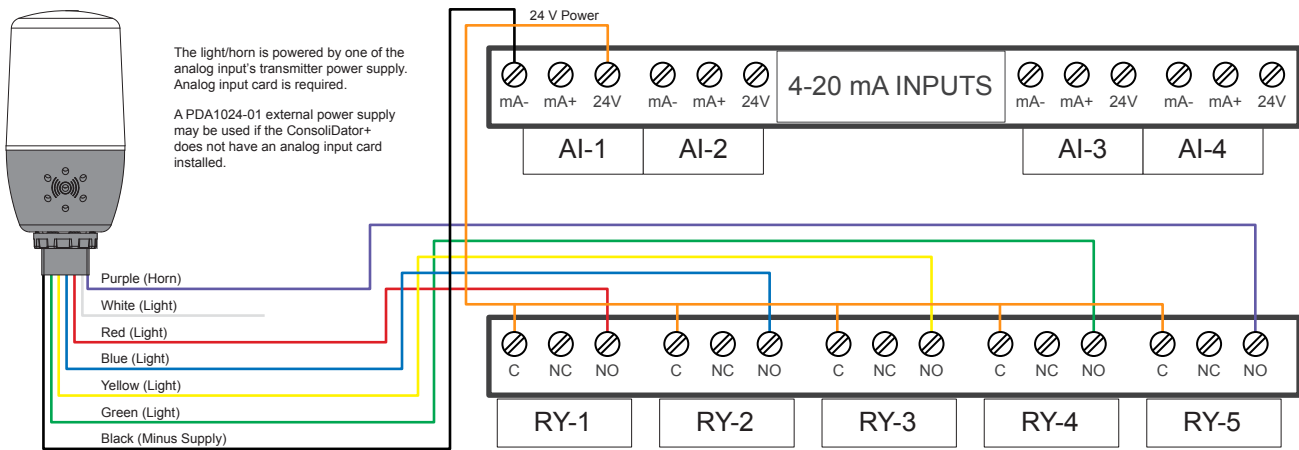 24 V Power
The light/horn is powered by one of the
analog input's transmitter power supply.
Analog input card is required.
A PDA1024-01 external power supply
may be used if the ConsoliDator+
does not have an analog input card
installed.
4-20 mA INPUTS
mA- mA+ 24V mA- mA+ 24V mA- mA+ 24V mA- mA+ 24V
AI-1 AI-2 AI-3 AI-4
Purple (Horn)
White (Light)
Red (Light)
Blue (Light)
Yellow (Light)
Green (Light)
Black (Minus Supply)
C NC NO C NC NO C NC NO C NC NO C NC NO
RY-1 RY-2 RY-3 RY-4 RY-5